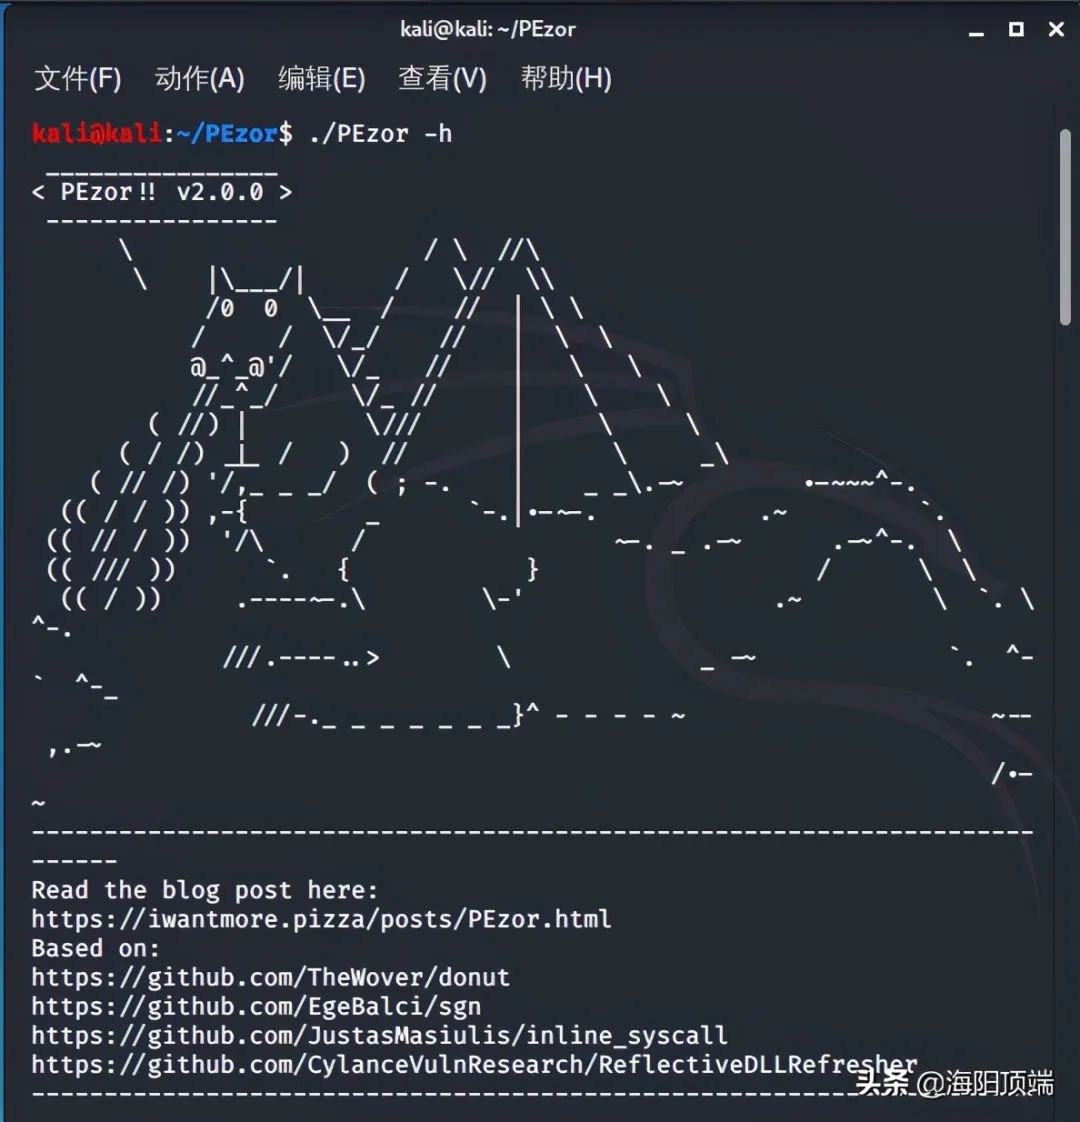 kali@kali: ~/PEzor
文件(F) 动作(A) 编辑(E) 查看(V) 帮助(H)
kali@kali:~/PEzor$ ./PEzor -h
< PEzor!! v2.0.0 >
Read the blog post here:
https://iwantmore.pizza/posts/PEzor.html
Based on:
https://github.com/TheWover/donut
https://github.com/EgeBalci/sgn
https://github.com/JustasMasiulis/inline_syscall
https://github.com/CylanceVulnResearch/ReflectiveDLLRefresher
头条 @海阳顶端